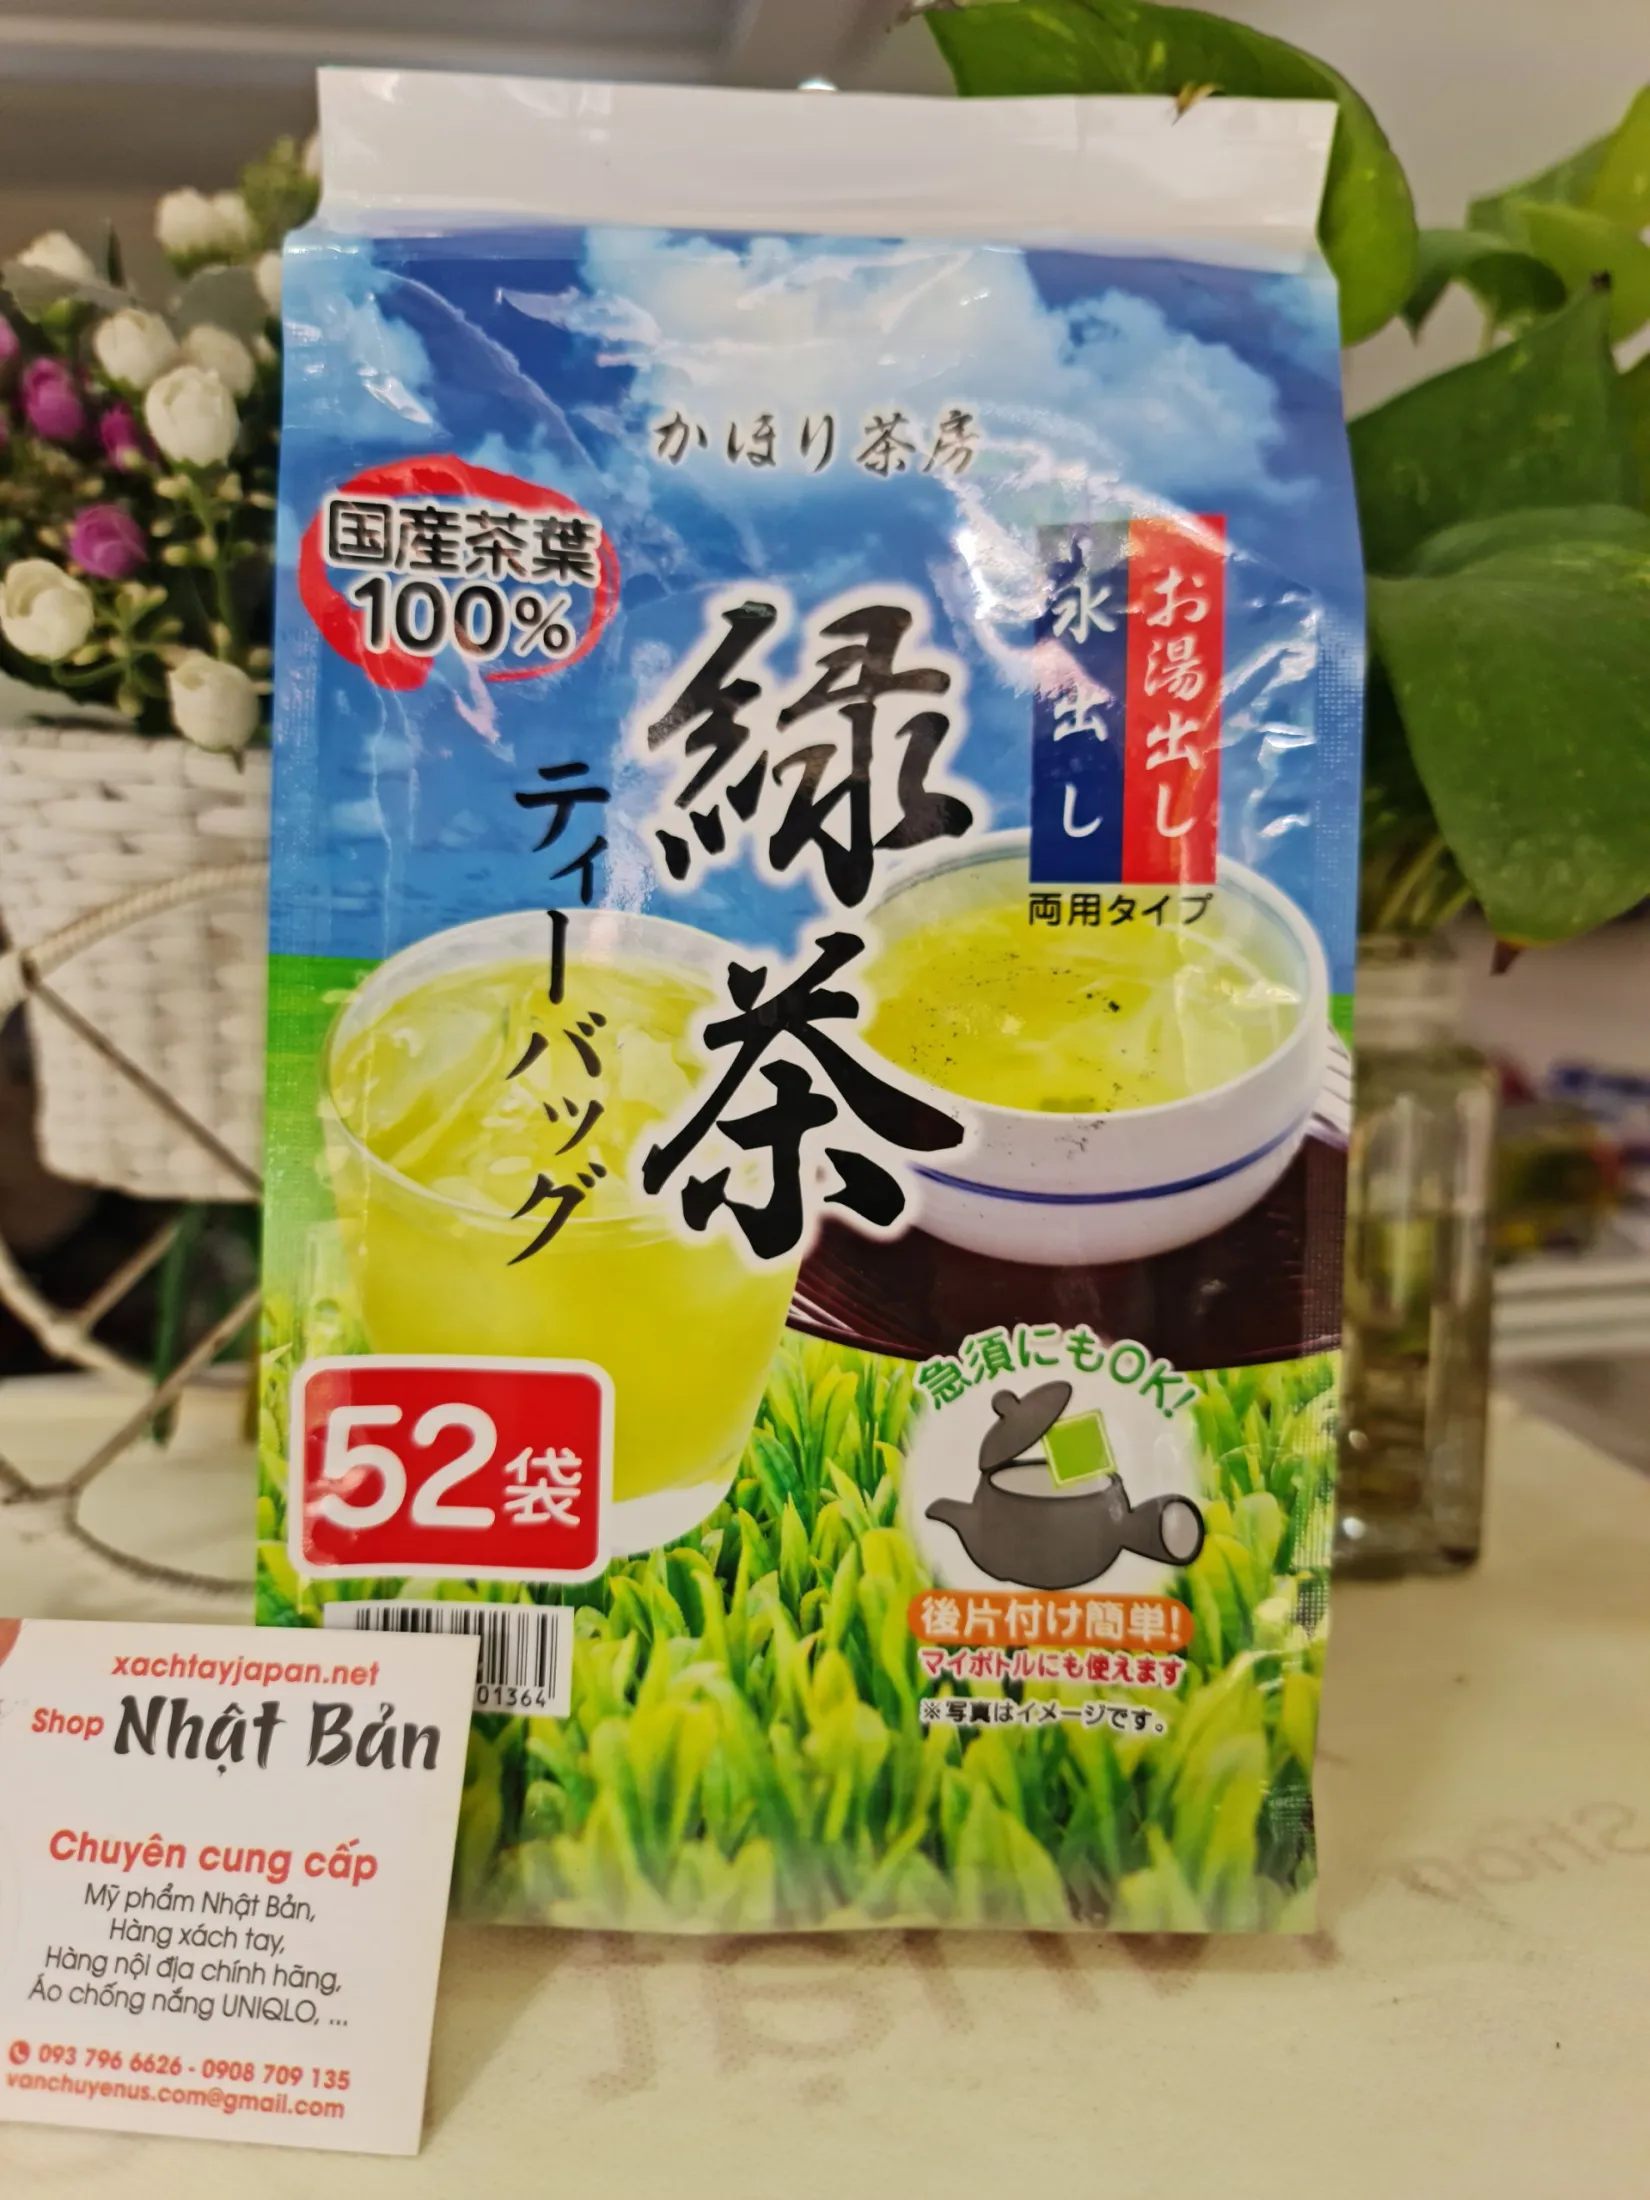 かほり茶房
国産茶葉
100%
お湯出し
水出し
両用タイプ
緑茶
ティーバッグ
急須にもOK!
52袋
後片付け簡単!
マイボトルにも使えます
※写真はイメージです。
01364
xachtayjapan.net
Shop Nhật Bản
Chuyên cung cấp
Mỹ phẩm Nhật Bản,
Hàng xách tay,
Hàng nội địa chính hãng,
Áo chống nắng UNIQLO, ...
093 796 6626 - 0908 709 135
vanchuyenus.com@gmail.com